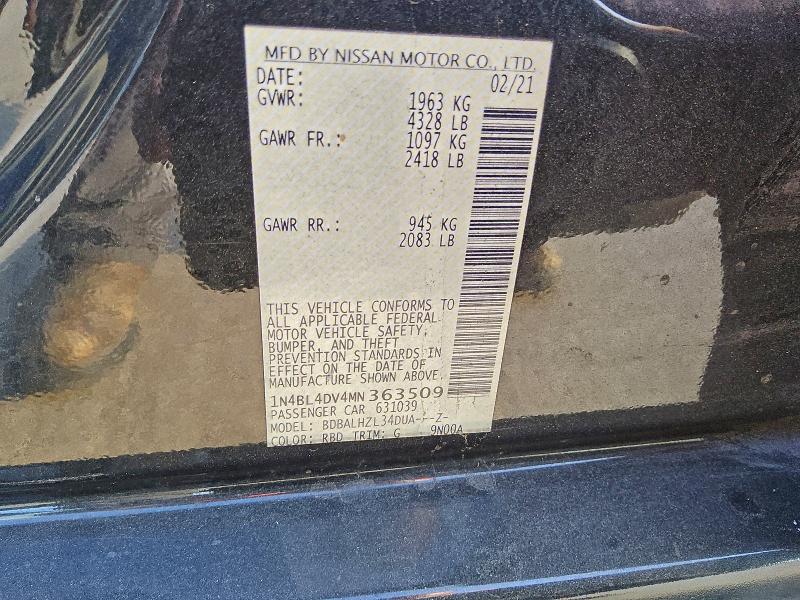 MFD BY NISSAN MOTOR CO., LTD.
DATE: 02/21
GVWR: 1963 KG
4328 LB
GAWR FR.: 1097 KG
2418 LB
GAWR RR.: 945 KG
2083 LB
THIS VEHICLE CONFORMS TO
ALL APPLICABLE FEDERAL
MOTOR VEHICLE SAFETY,
BUMPER, AND THEFT
PREVENTION STANDARDS IN
EFFECT ON THE DATE OF
MANUFACTURE SHOWN ABOVE.
1N4BL4DV4MN363509
PASSENGER CAR 631039
MODEL: BDBALHZL34DUA-F-Z-
COLOR: RBD TRIM: G 9N00A